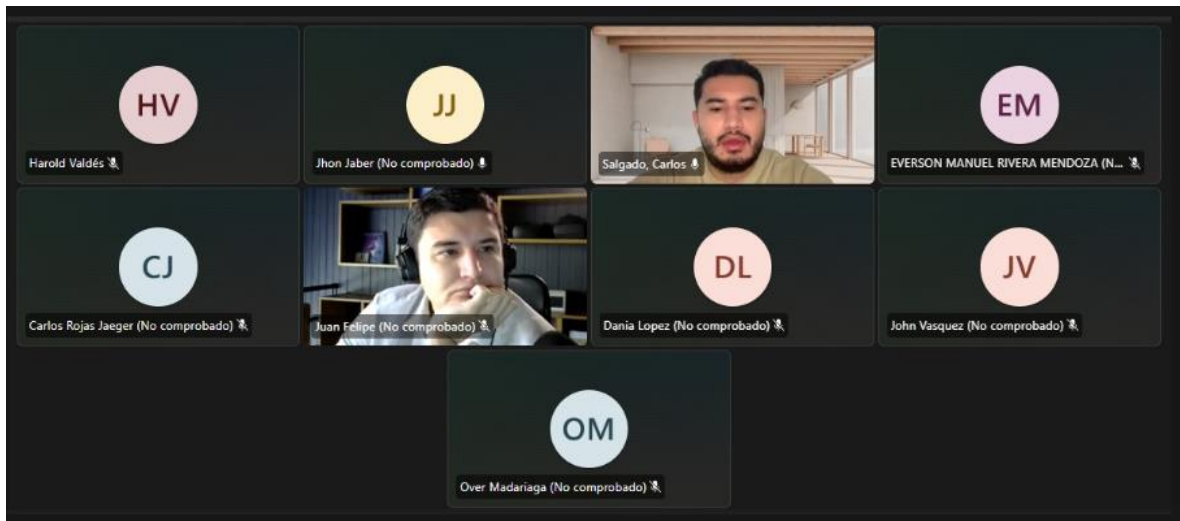 HV
Harold Valdés
JJ
Jhon Jaber (No comprobado)
Salgado, Carlos
EM
EVERSON MANUEL RIVERA MENDOZA (N...
CJ
Carlos Rojas Jaeger (No comprobado)
Juan Felipe (No comprobado)
DL
Dania Lopez (No comprobado)
JV
John Vasquez (No comprobado)
OM
Over Madariaga (No comprobado)